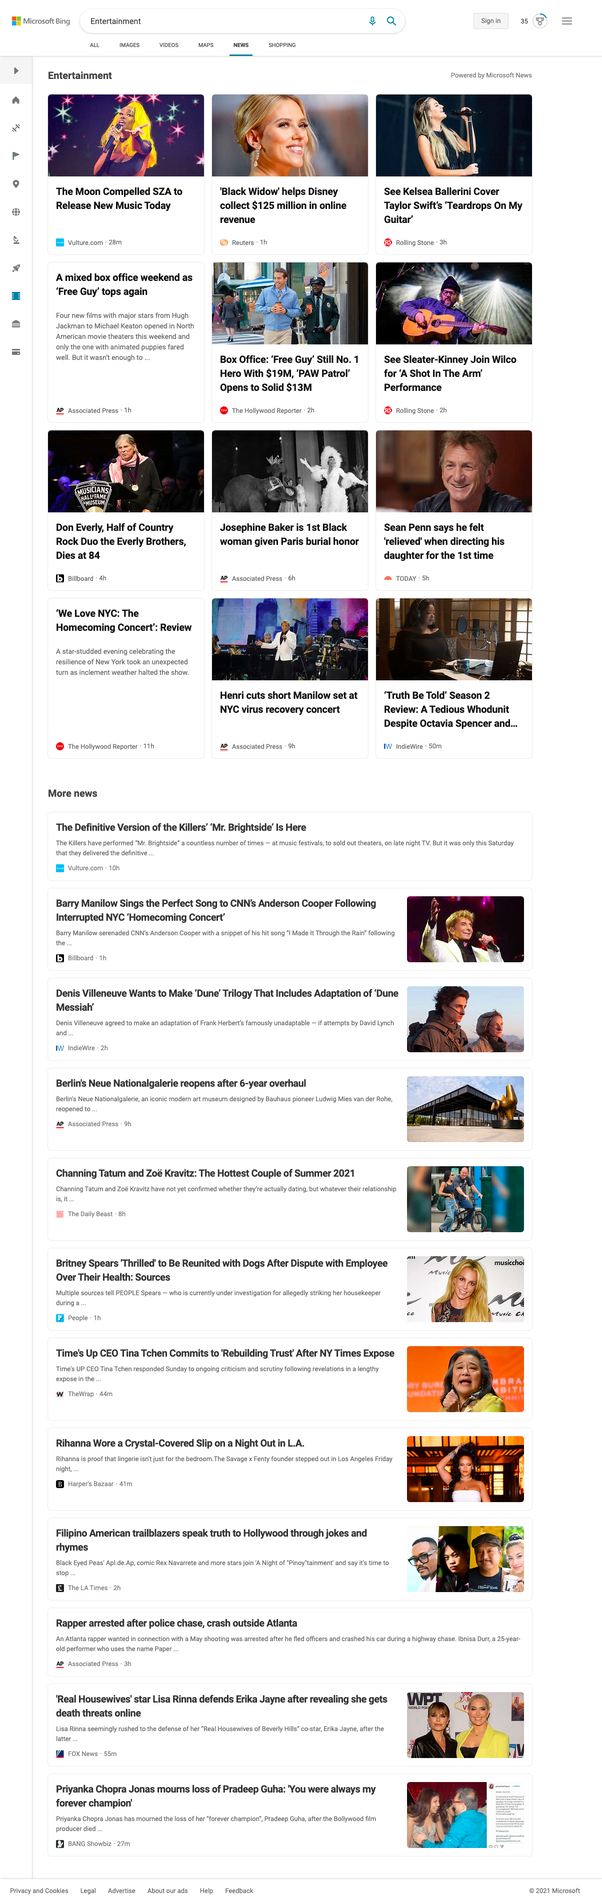 Microsoft Bing
Entertainment
Sign in
35
ALL
IMAGES
VIDEOS
MAPS
NEWS
SHOPPING
Entertainment
Powered by Microsoft News
The Moon Compelled SZA to
Release New Music Today
Vulture.com · 28m
'Black Widow' helps Disney
collect $125 million in online
revenue
Reuters · 1h
See Kelsea Ballerini Cover
Taylor Swift's 'Teardrops On My
Guitar'
Rolling Stone · 3h
A mixed box office weekend as
'Free Guy' tops again
Four new films with major stars from Hugh
Jackman to Michael Keaton opened in North
American movie theaters this weekend and
only the one with animated puppies fared
well. But it wasn't enough to ...
AP Associated Press · 1h
Box Office: 'Free Guy' Still No. 1
Hero With $19M, 'PAW Patrol'
Opens to Solid $13M
The Hollywood Reporter · 2h
See Sleater-Kinney Join Wilco
for 'A Shot In The Arm'
Performance
Rolling Stone · 2h
MUSICIANS
HALL OF FAME
MUSEUM
Don Everly, Half of Country
Rock Duo the Everly Brothers,
Dies at 84
Billboard · 4h
Josephine Baker is 1st Black
woman given Paris burial honor
AP Associated Press · 6h
Sean Penn says he felt
'relieved' when directing his
daughter for the 1st time
TODAY · 5h
'We Love NYC: The
Homecoming Concert': Review
A star-studded evening celebrating the
resilience of New York took an unexpected
turn as inclement weather halted the show.
The Hollywood Reporter · 11h
Henri cuts short Manilow set at
NYC virus recovery concert
AP Associated Press · 9h
'Truth Be Told' Season 2
Review: A Tedious Whodunit
Despite Octavia Spencer and...
IW IndieWire · 50m
More news
The Definitive Version of the Killers' 'Mr. Brightside' Is Here
The Killers have performed "Mr. Brightside" a countless number of times — at music festivals, to sold out theaters, on late night TV. But it was only this Saturday
that they delivered the definitive ...
Vulture.com · 10h
Barry Manilow Sings the Perfect Song to CNN's Anderson Cooper Following
Interrupted NYC 'Homecoming Concert'
Barry Manilow serenaded CNN's Anderson Cooper with a snippet of his hit song "I Made It Through the Rain" following
the ...
Billboard · 1h
Denis Villeneuve Wants to Make 'Dune' Trilogy That Includes Adaptation of 'Dune
Messiah'
Denis Villeneuve agreed to make an adaptation of Frank Herbert's famously unadaptable — if attempts by David Lynch
and ...
IW IndieWire · 2h
Berlin's Neue Nationalgalerie reopens after 6-year overhaul
Berlin's Neue Nationalgalerie, an iconic modern art museum designed by Bauhaus pioneer Ludwig Mies van der Rohe,
reopened to ...
AP Associated Press · 9h
Channing Tatum and Zoë Kravitz: The Hottest Couple of Summer 2021
Channing Tatum and Zoë Kravitz have not yet confirmed whether they're actually dating, but whatever their relationship
is, it ...
The Daily Beast · 8h
Britney Spears 'Thrilled' to Be Reunited with Dogs After Dispute with Employee
Over Their Health: Sources
Multiple sources tell PEOPLE Spears — who is currently under investigation for allegedly striking her housekeeper
during a ...
People · 1h
musicchoi
Time's Up CEO Tina Tchen Commits to 'Rebuilding Trust' After NY Times Expose
Time's UP CEO Tina Tchen responded Sunday to ongoing criticism and scrutiny following revelations in a lengthy
expose in the ...
TheWrap · 44m
Rihanna Wore a Crystal-Covered Slip on a Night Out in L.A.
Rihanna is proof that lingerie isn't just for the bedroom.The Savage x Fenty founder stepped out in Los Angeles Friday
night, ...
Harper's Bazaar · 41m
Filipino American trailblazers speak truth to Hollywood through jokes and
rhymes
Black Eyed Peas' Apl.de.Ap, comic Rex Navarrete and more stars join 'A Night of "Pinoy"tainment' and say it's time to
stop ...
The LA Times · 2h
Rapper arrested after police chase, crash outside Atlanta
An Atlanta rapper wanted in connection with a May shooting was arrested after he fled officers and crashed his car during a highway chase. Ibnisa Durr, a 25-year-
old performer who uses the name Paper ...
AP Associated Press · 3h
'Real Housewives' star Lisa Rinna defends Erika Jayne after revealing she gets
death threats online
Lisa Rinna seemingly rushed to the defense of her "Real Housewives of Beverly Hills" co-star, Erika Jayne, after the
latter ...
FOX News · 55m
WPT
Priyanka Chopra Jonas mourns loss of Pradeep Guha: 'You were always my
forever champion'
Priyanka Chopra Jonas has mourned the loss of her "forever champion", Pradeep Guha, after the Bollywood film
producer died ...
BANG Showbiz · 27m
Privacy and Cookies
Legal
Advertise
About our ads
Help
Feedback
© 2021 Microsoft